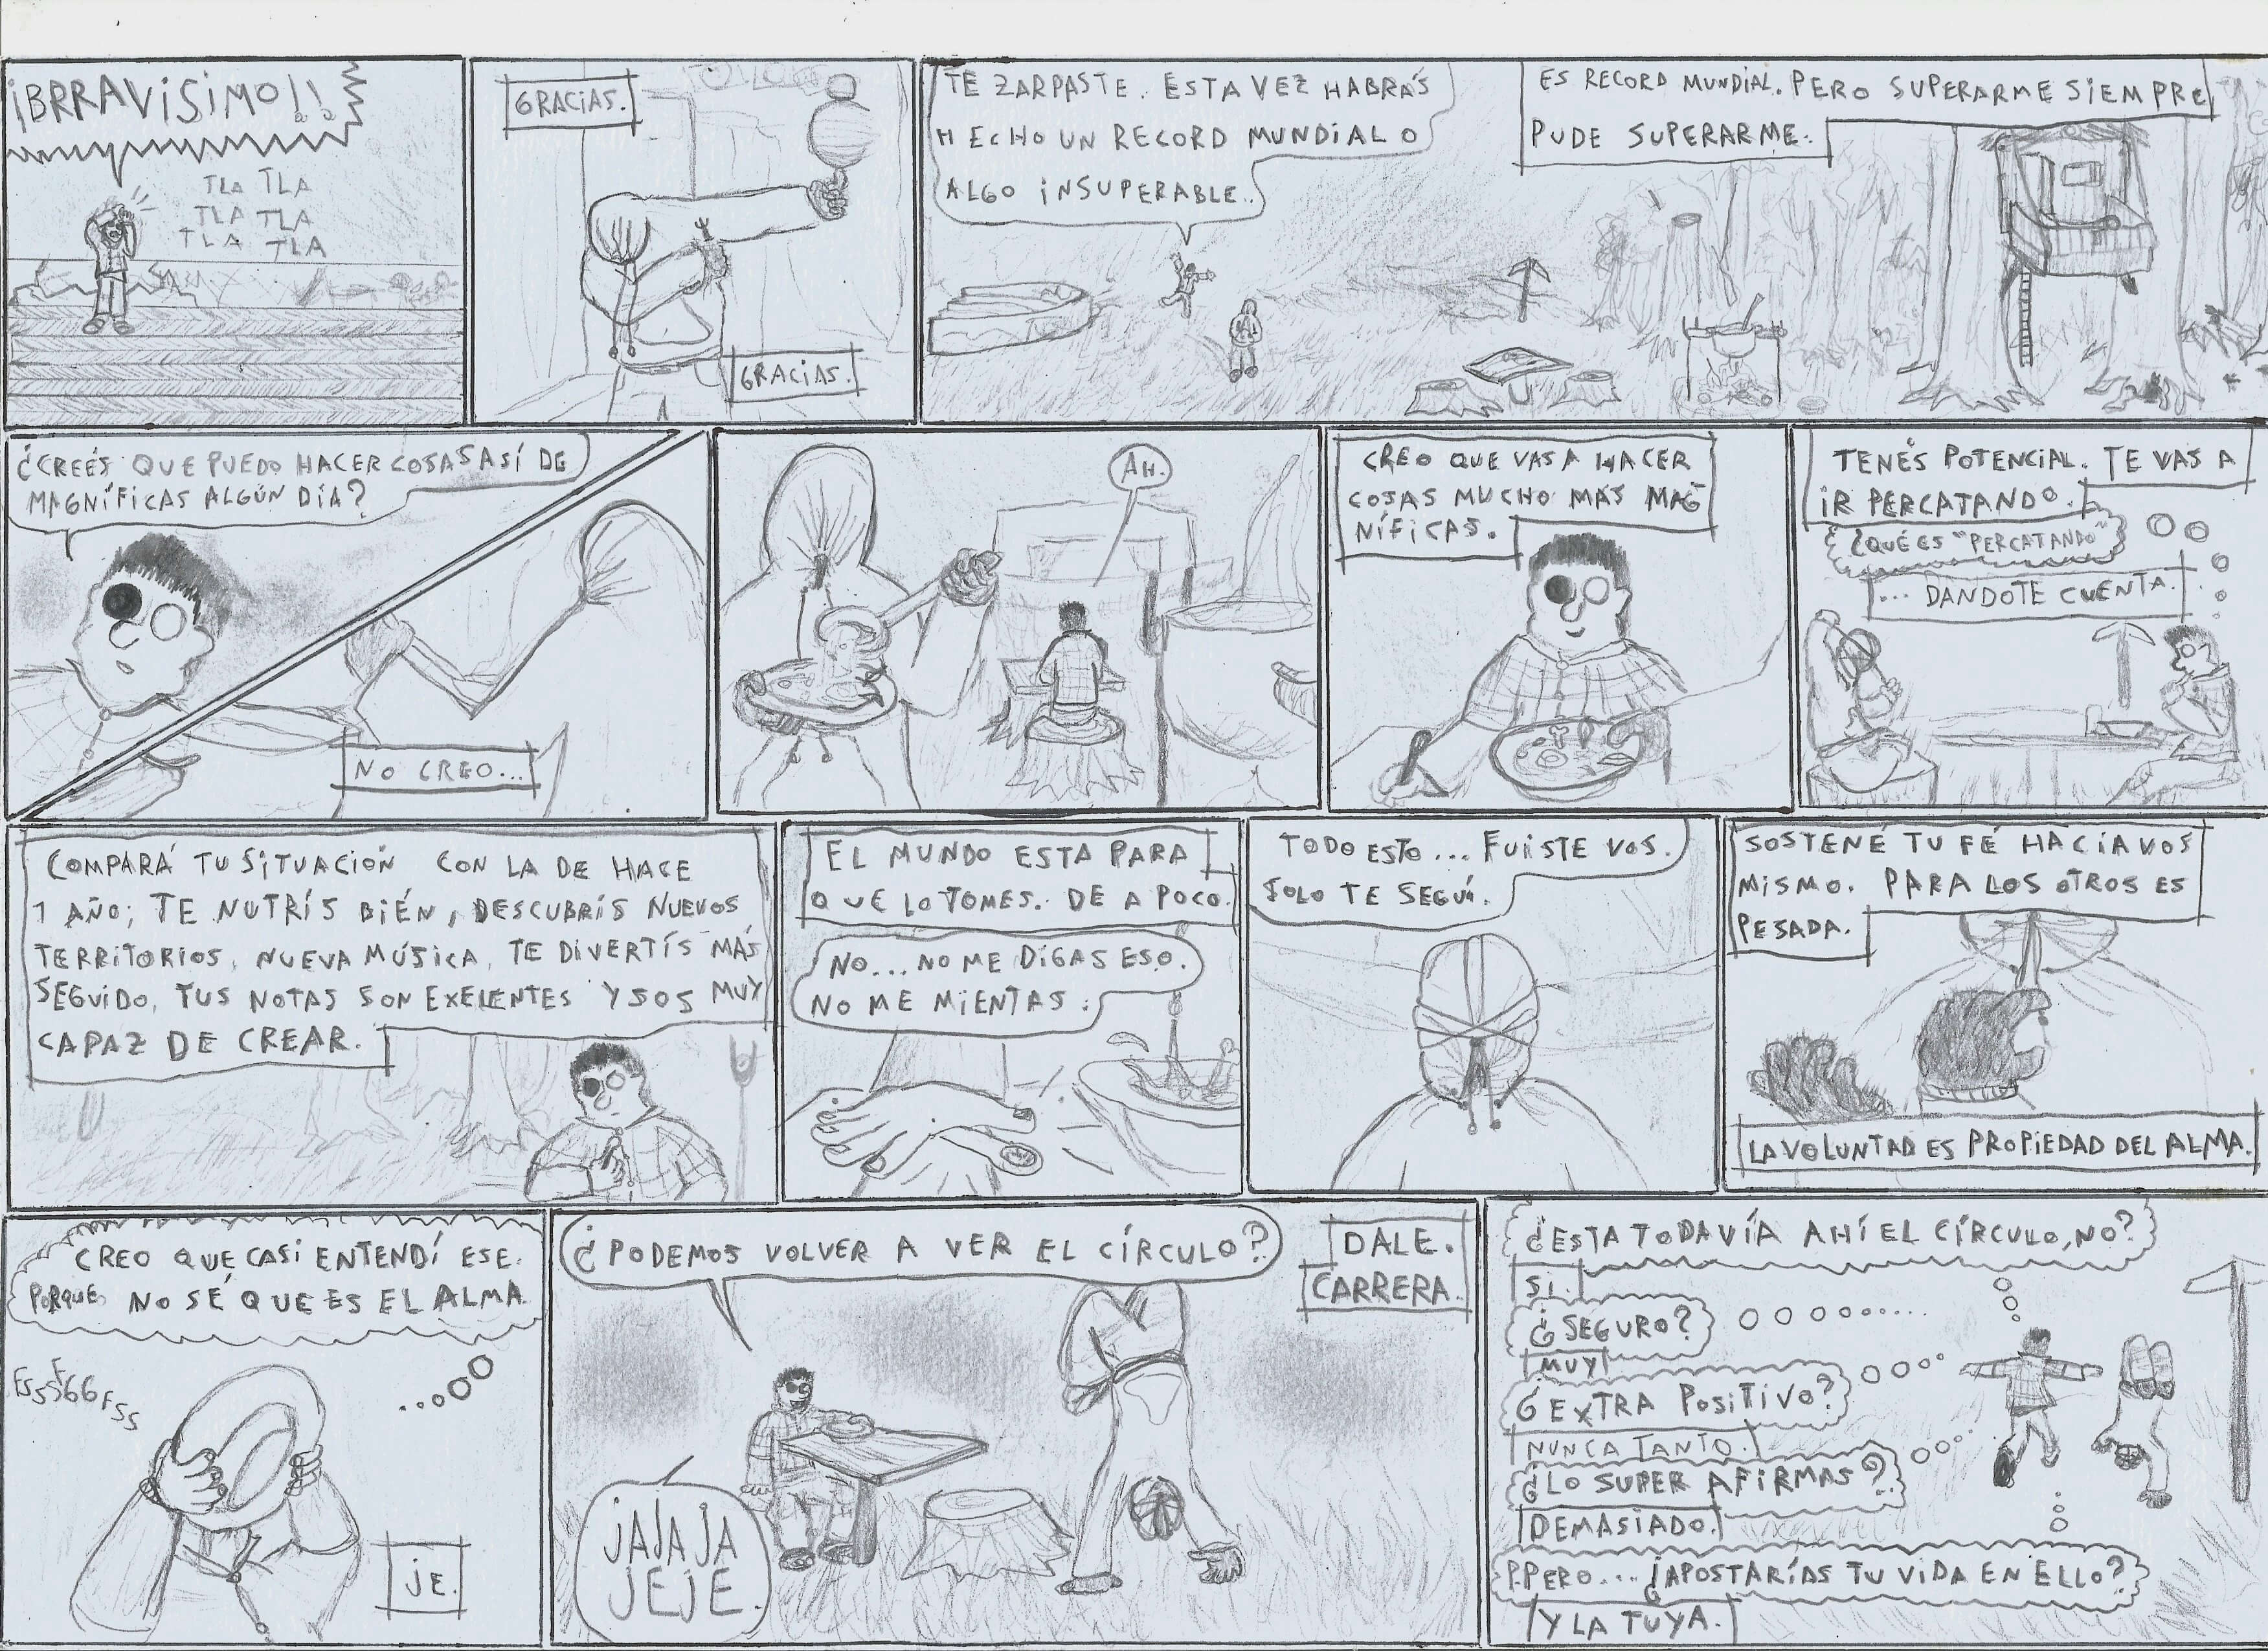 ¡BRRAVíSIMO!!
TLA TLA
TLA TLA
TLA TLA
GRACIAS.
GRACIAS.
TE ZARPASTE. ESTA VEZ HABRÁS
HECHO UN RECORD MUNDIAL O
ALGO INSUPERABLE..
ES RECORD MUNDIAL. PERO SUPERARME SIEMPRE
PUDE SUPERARME.
¿CREÉS QUE PUEDO HACER COSAS ASÍ DE
MAGNÍFICAS ALGÚN DÍA?
NO CREO...
AH.
CREO QUE VAS A HACER
COSAS MUCHO MÁS MAG
NÍFICAS.
TENÉS POTENCIAL. TE VAS A
IR PERCATANDO.
¿QUÉ ES "PERCATANDO"
... DANDOTE CUENTA.
COMPARÁ TU SITUACIÓN CON LA DE HACE
1 AÑO; TE NUTRÍS BIÉN, DESCUBRÍS NUEVOS
TERRITORIOS, NUEVA MÚSICA, TE DIVERTÍS MÁS
SEGUIDO, TUS NOTAS SON EXELENTES Y SOS MUY
CAPAZ DE CREAR.
EL MUNDO ESTA PARA
QUE LO TOMES. DE A POCO.
NO... NO ME DIGAS ESO.
NO ME MIENTAS.
TODO ESTO... FUISTE VOS.
SOLO TE SEGUÍ.
SOSTENÉ TU FÉ HACIA VOS
MISMO. PARA LOS OTROS ES
PESADA.
LA VOLUNTAD ES PROPIEDAD DEL ALMA.
CREO QUE CASI ENTENDÍ ESE.
PORQUE NO SÉ QUE ES EL ALMA
JE.
¿PODEMOS VOLVER A VER EL CÍRCULO?
DALE.
CARRERA.
JAJAJA
JEJE.
¿ESTA TODAVÍA AHÍ EL CÍRCULO, NO?
SI.
¿SEGURO?
MUY
¿EXTRA POSITIVO?
NUNCA TANTO.
¿LO SUPER AFIRMAS?
DEMASIADO.
P.PERO... ¿APOSTARÍAS TU VIDA EN ELLO?
Y LA TUYA.